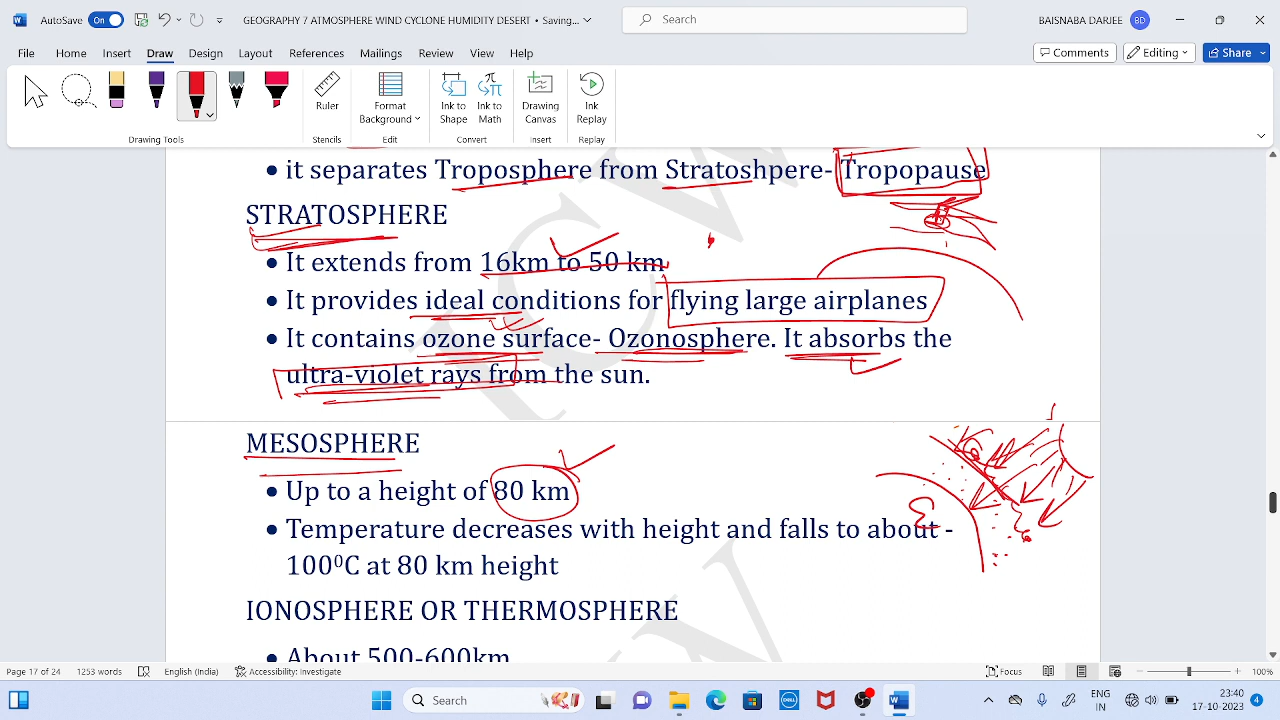 AutoSave On GEOGRAPHY 7 ATMOSPHERE WIND CYCLONE HUMIDITY DESERT • Saving... Search BAISNABA DARJEE BD
File Home Insert Draw Design Layout References Mailings Review View Help Comments Editing Share
Ruler Format Background Ink to Shape Ink to Math Drawing Canvas Ink Replay
Drawing Tools Stencils Edit Convert Insert Replay
• it separates Troposphere from Stratoshpere- Tropopause
STRATOSPHERE
• It extends from 16km to 50 km
• It provides ideal conditions for flying large airplanes
• It contains ozone surface- Ozonosphere. It absorbs the
ultra-violet rays from the sun.
MESOSPHERE
• Up to a height of 80 km
• Temperature decreases with height and falls to about -
100⁰C at 80 km height
IONOSPHERE OR THERMOSPHERE
• About 500-600km
Page 17 of 24 1253 words English (India) Accessibility: Investigate Focus 100%
Search DELL ENG IN 23:40 17-10-2023 4